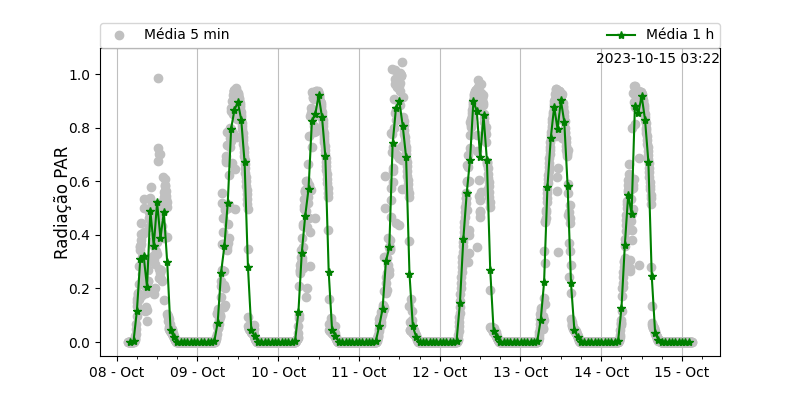 Média 5 min
Média 1 h
2023-10-15 03:22
Radiação PAR
1.0
0.8
0.6
0.4
0.2
0.0
08 - Oct
09 - Oct
10 - Oct
11 - Oct
12 - Oct
13 - Oct
14 - Oct
15 - Oct